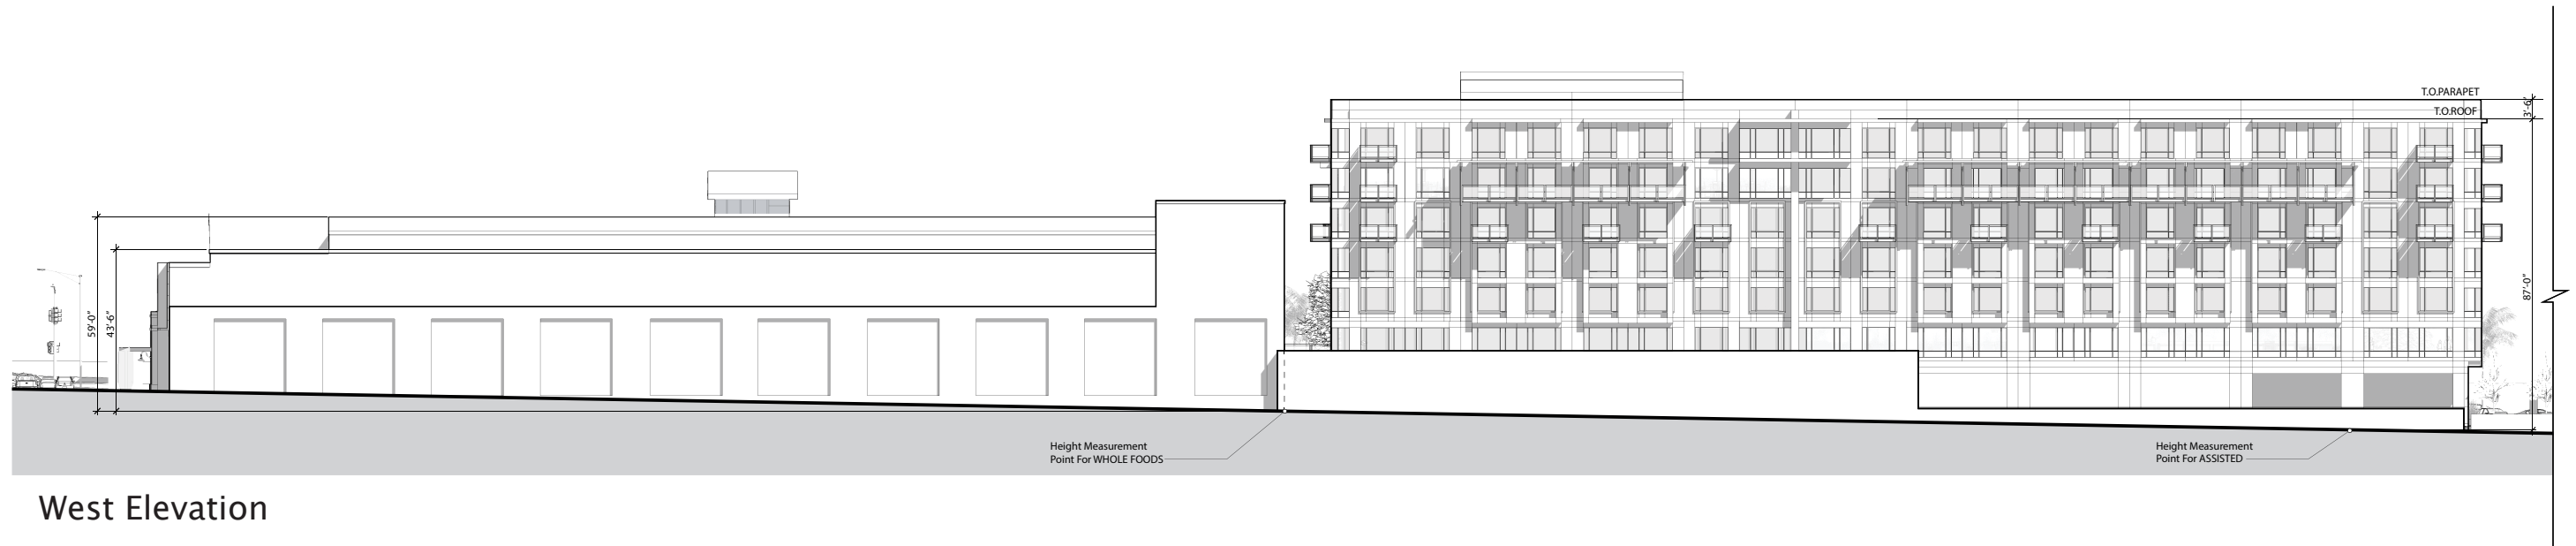 T.O.PARAPET
T.O.ROOF
3'-6"
59'-0"
43'-6"
87'-0"
Height Measurement
Point For WHOLE FOODS
Height Measurement
Point For ASSISTED
West Elevation